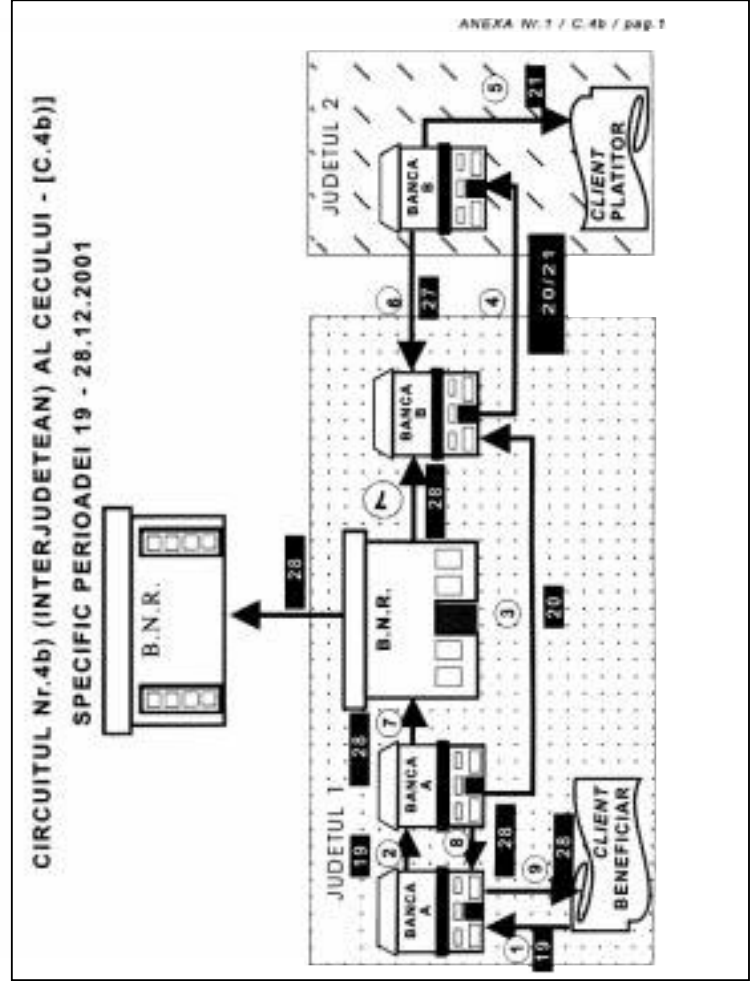 ANEXA Nr.1 / C.4b / pag.1
CIRCUITUL Nr.4b) (INTERJUDETEAN) AL CECULUI - [C.4b)]
SPECIFIC PERIOADEI 19 - 28.12.2001
B.N.R.
28
JUDETUL 1
JUDETUL 2
19
2
BANCA
A
BANCA
A
8
28
1
19
9
28
CLIENT
BENEFICIAR
28
7
B.N.R.
7
28
3
20
BANCA
B
6
27
4
20/21
BANCA
B
5
21
CLIENT
PLATITOR